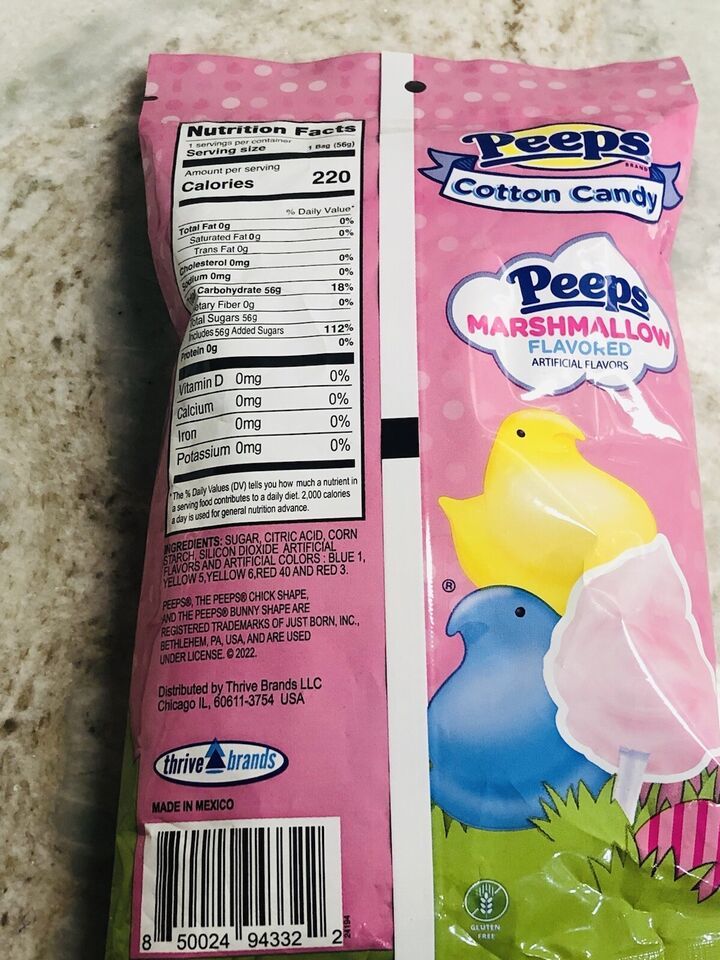 Nutrition Facts
1 servings per container
Serving size 1 Bag (56g)
Amount per serving
Calories 220
% Daily Value*
Total Fat 0g 0%
Saturated Fat 0g 0%
Trans Fat 0g
Cholesterol 0mg 0%
Sodium 0mg 0%
Carbohydrate 56g 18%
etary Fiber 0g 0%
otal Sugars 56g
Includes 56g Added Sugars 112%
Protein 0g 0%
Vitamin D 0mg 0%
Calcium 0mg 0%
Iron 0mg 0%
Potassium 0mg 0%
*The % Daily Values (DV) tells you how much a nutrient in
a serving food contributes to a daily diet. 2,000 calories
a day is used for general nutrition advance.
INGREDIENTS: SUGAR, CITRIC ACID, CORN
STARCH, SILICON DIOXIDE ARTIFICIAL
FLAVORS AND ARTIFICIAL COLORS : BLUE 1,
YELLOW 5, YELLOW 6, RED 40 AND RED 3.
PEEPS®, THE PEEPS® CHICK SHAPE,
AND THE PEEPS® BUNNY SHAPE ARE
REGISTERED TRADEMARKS OF JUST BORN, INC.,
BETHLEHEM, PA, USA, AND ARE USED
UNDER LICENSE. © 2022.
Distributed by Thrive Brands LLC
Chicago IL, 60611-3754 USA
thrive brands
MADE IN MEXICO
8 50024 94332 2
24194
Peeps
BRAND
Cotton Candy
Peeps
MARSHMALLOW
FLAVORED
ARTIFICIAL FLAVORS
®
GLUTEN
FREE